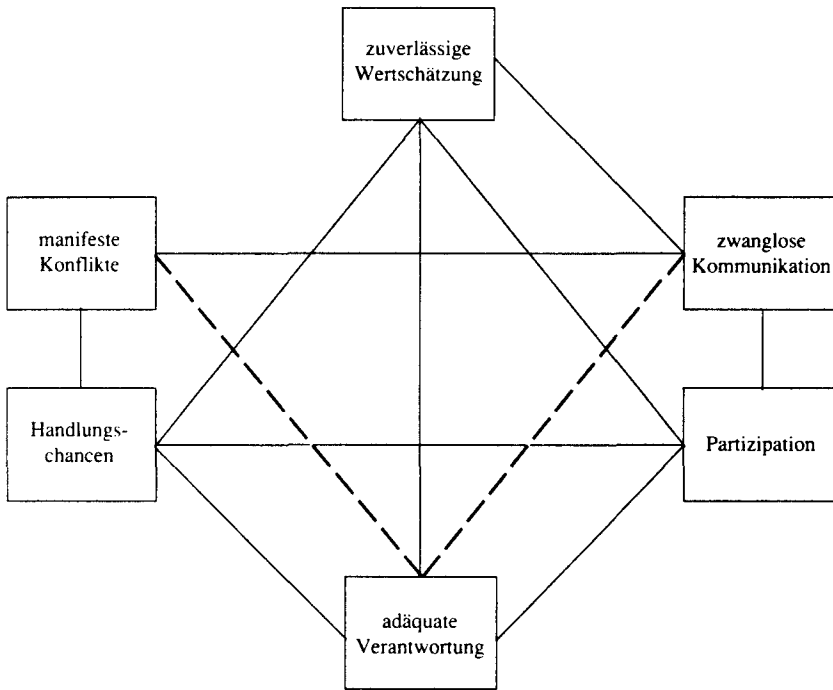 zuverlässige
Wertschätzung
manifeste
Konflikte
zwanglose
Kommunikation
Handlungs-
chancen
Partizipation
adäquate
Verantwortung